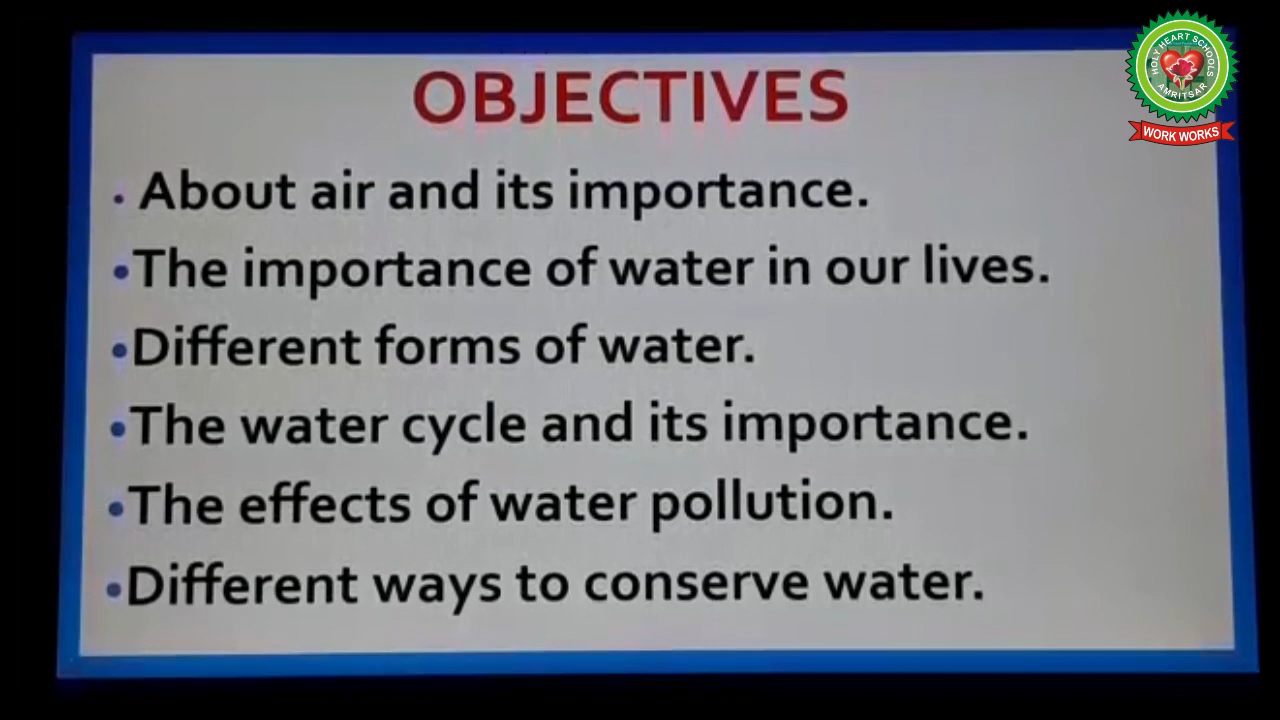 OBJECTIVES
• About air and its importance.
•The importance of water in our lives.
•Different forms of water.
•The water cycle and its importance.
•The effects of water pollution.
•Different ways to conserve water.
HOLY HEART SCHOOLS
AMRITSAR
WORK WORKS